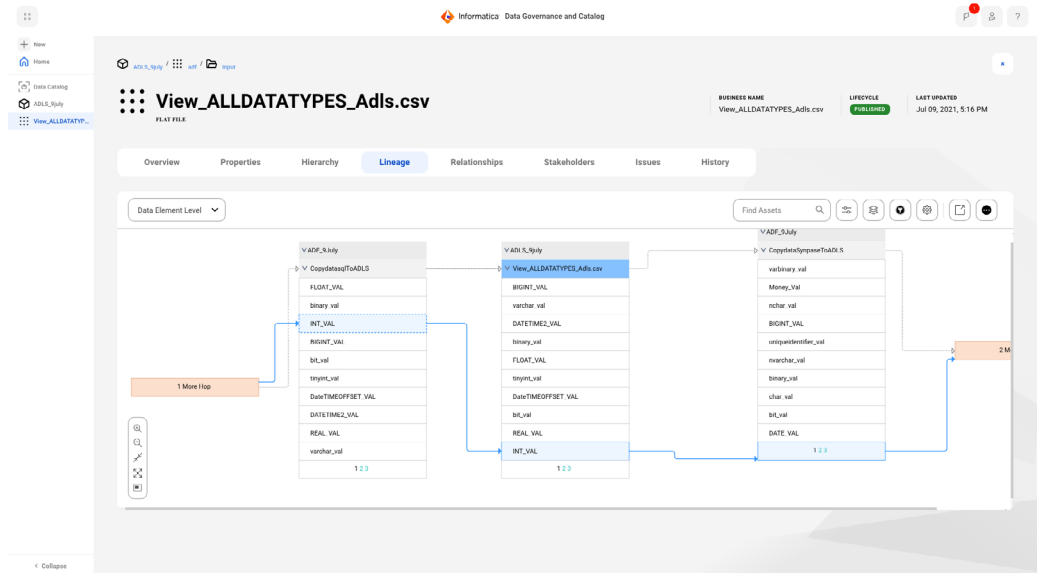 Informatica Data Governance and Catalog
1
?
New
Home
Data Catalog
ADLS_9july
View_ALLDATATYP...
ADLS_9july / adf / Input
View_ALLDATATYPES_Adls.csv
FLAT FILE
BUSINESS NAME
View_ALLDATATYPES_Adls.csv
LIFECYCLE
PUBLISHED
LAST UPDATED
Jul 09, 2021, 5:16 PM
Overview Properties Hierarchy Lineage Relationships Stakeholders Issues History
Data Element Level
Find Assets
1 More Hop
ADF_9July
CopydatasqlToADLS
FLOAT_VAL
binary_val
INT_VAL
BIGINT_VAL
bit_val
tinyint_val
DateTIMEOFFSET_VAL
DATETIME2_VAL
REAL_VAL
varchar_val
1 2 3
ADLS_9july
View_ALLDATATYPES_Adls.csv
BIGINT_VAL
varchar_val
DATETIME2_VAL
binary_val
FLOAT_VAL
tinyint_val
DateTIMEOFFSET_VAL
bit_val
REAL_VAL
INT_VAL
1 2 3
ADF_9July
CopydataSynpaseToADLS
varbinary_val
Money_Val
nchar_val
BIGINT_VAL
uniqueidentifier_val
nvarchar_val
binary_val
char_val
bit_val
DATE_VAL
1 2 3
2 M
Collapse